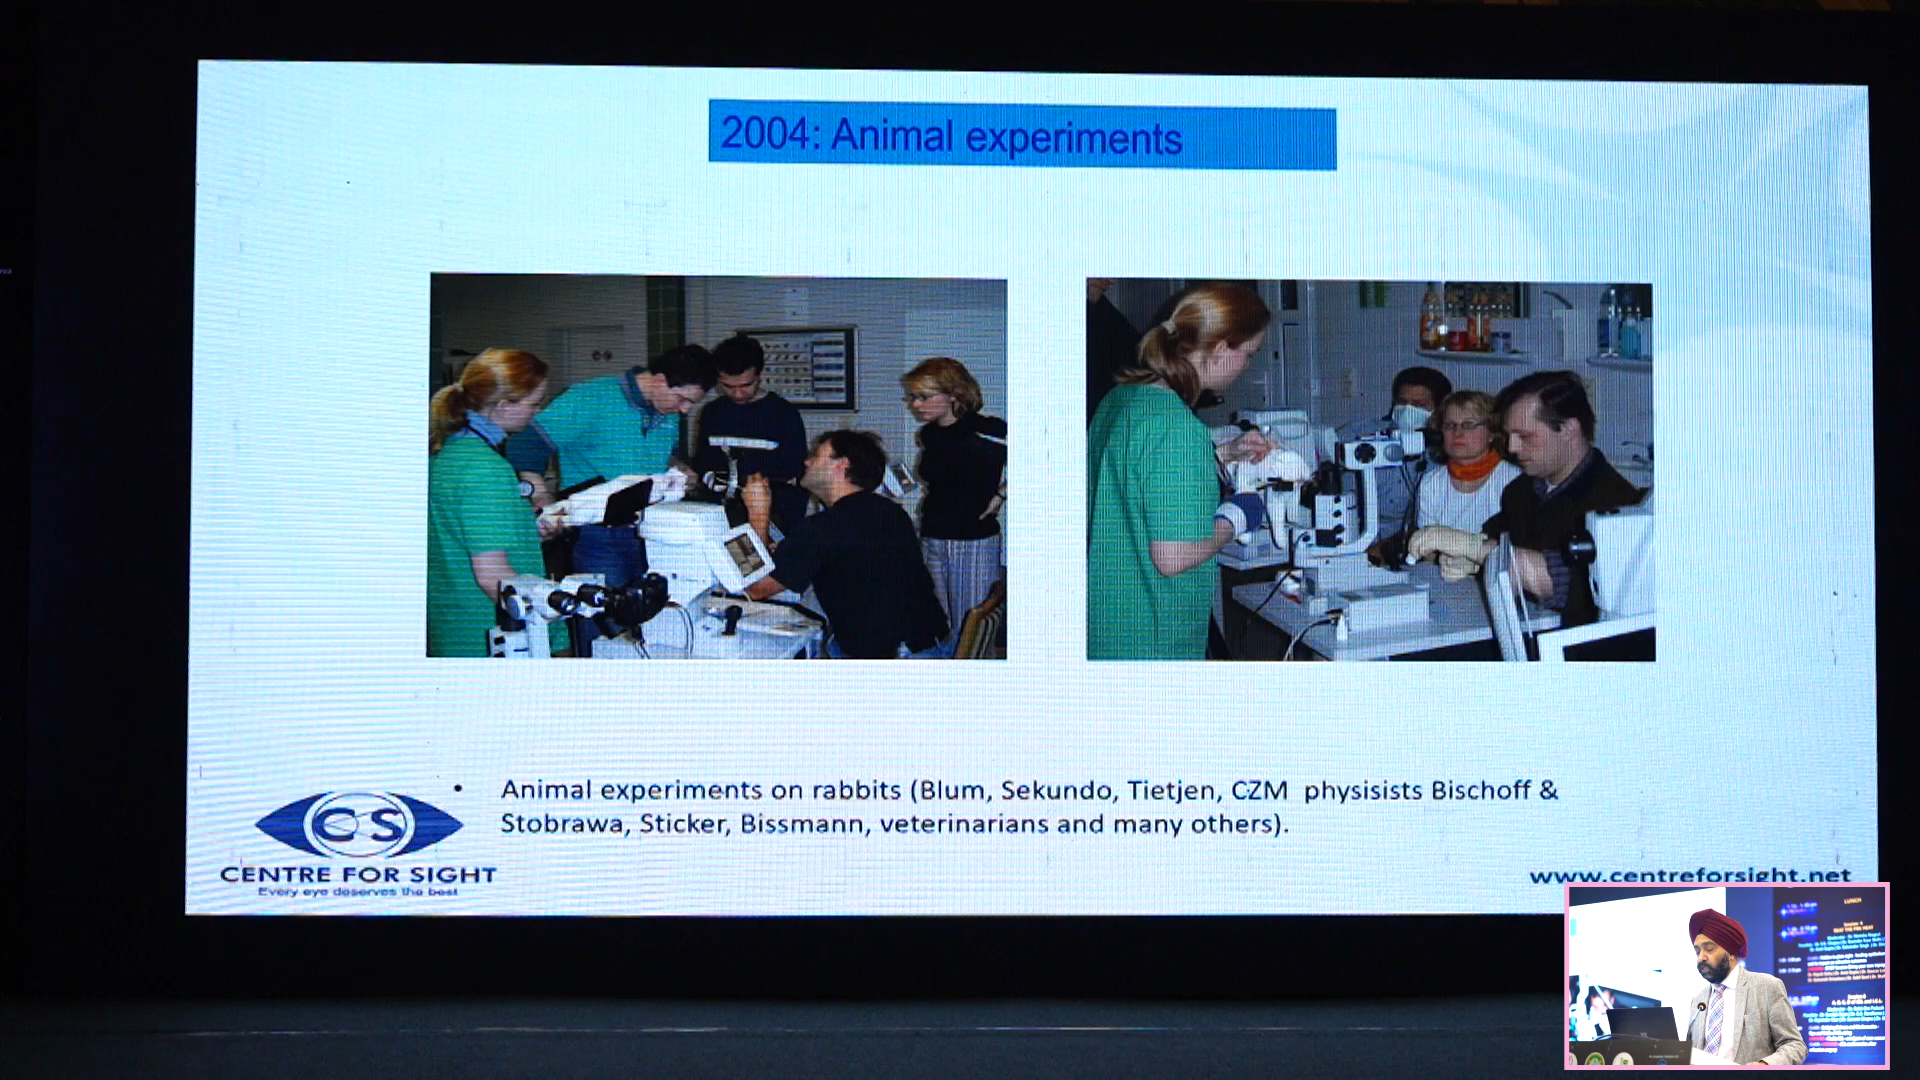 2004: Animal experiments
• Animal experiments on rabbits (Blum, Sekundo, Tietjen, CZM physisists Bischoff &
Stobrawa, Sticker, Bissmann, veterinarians and many others).
CS
CENTRE FOR SIGHT
Every eye deserves the best
www.centreforsight.net
LUNCH